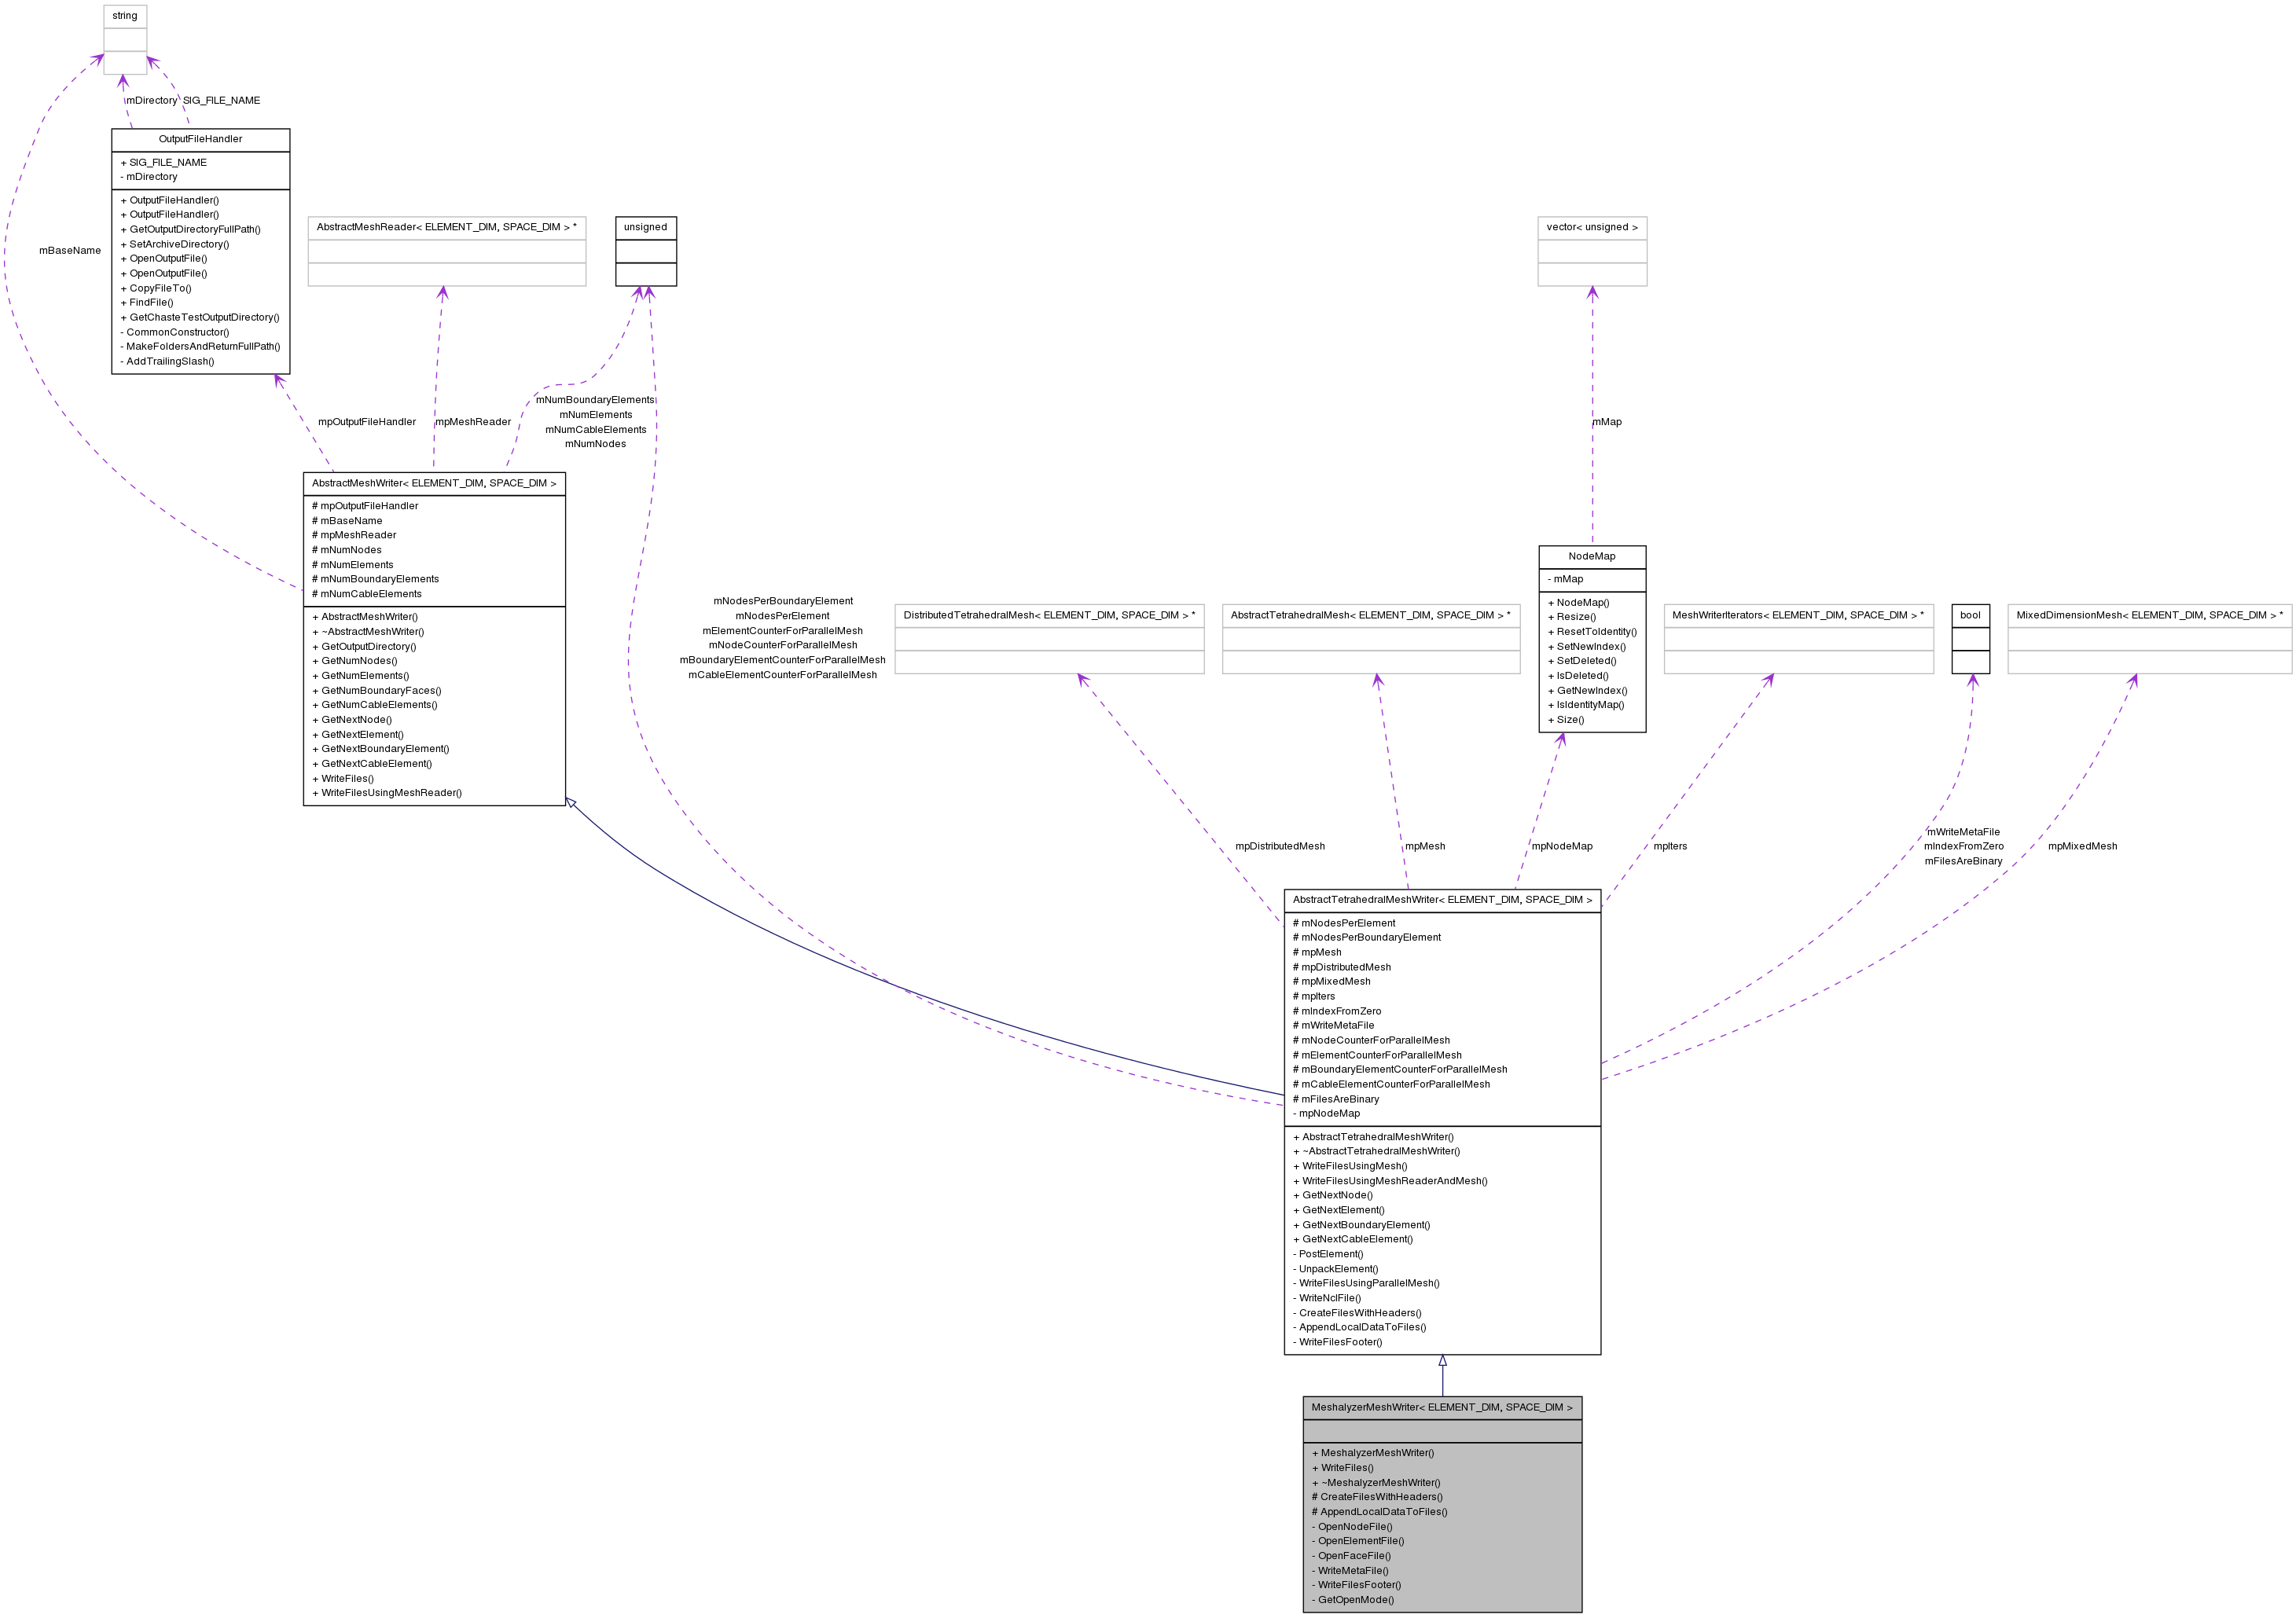 string
mDirectory
SIG_FILE_NAME
OutputFileHandler
+ SIG_FILE_NAME
- mDirectory
+ OutputFileHandler()
+ OutputFileHandler()
+ GetOutputDirectoryFullPath()
+ SetArchiveDirectory()
+ OpenOutputFile()
+ OpenOutputFile()
+ CopyFileTo()
+ FindFile()
+ GetChasteTestOutputDirectory()
- CommonConstructor()
- MakeFoldersAndReturnFullPath()
- AddTrailingSlash()
mBaseName
AbstractMeshReader< ELEMENT_DIM, SPACE_DIM > *
unsigned
vector< unsigned >
mpOutputFileHandler
mpMeshReader
mNumBoundaryElements
mNumElements
mNumCableElements
mNumNodes
mMap
AbstractMeshWriter< ELEMENT_DIM, SPACE_DIM >
# mpOutputFileHandler
# mBaseName
# mpMeshReader
# mNumNodes
# mNumElements
# mNumBoundaryElements
# mNumCableElements
+ AbstractMeshWriter()
+ ~AbstractMeshWriter()
+ GetOutputDirectory()
+ GetNumNodes()
+ GetNumElements()
+ GetNumBoundaryFaces()
+ GetNumCableElements()
+ GetNextNode()
+ GetNextElement()
+ GetNextBoundaryElement()
+ GetNextCableElement()
+ WriteFiles()
+ WriteFilesUsingMeshReader()
mNodesPerBoundaryElement
mNodesPerElement
mElementCounterForParallelMesh
mNodeCounterForParallelMesh
mBoundaryElementCounterForParallelMesh
mCableElementCounterForParallelMesh
DistributedTetrahedralMesh< ELEMENT_DIM, SPACE_DIM > *
AbstractTetrahedralMesh< ELEMENT_DIM, SPACE_DIM > *
NodeMap
- mMap
+ NodeMap()
+ Resize()
+ ResetToIdentity()
+ SetNewIndex()
+ SetDeleted()
+ IsDeleted()
+ GetNewIndex()
+ IsIdentityMap()
+ Size()
MeshWriterIterators< ELEMENT_DIM, SPACE_DIM > *
bool
MixedDimensionMesh< ELEMENT_DIM, SPACE_DIM > *
mpDistributedMesh
mpMesh
mpNodeMap
mpIters
mWriteMetaFile
mIndexFromZero
mFilesAreBinary
mpMixedMesh
AbstractTetrahedralMeshWriter< ELEMENT_DIM, SPACE_DIM >
# mNodesPerElement
# mNodesPerBoundaryElement
# mpMesh
# mpDistributedMesh
# mpMixedMesh
# mpIters
# mIndexFromZero
# mWriteMetaFile
# mNodeCounterForParallelMesh
# mElementCounterForParallelMesh
# mBoundaryElementCounterForParallelMesh
# mCableElementCounterForParallelMesh
# mFilesAreBinary
- mpNodeMap
+ AbstractTetrahedralMeshWriter()
+ ~AbstractTetrahedralMeshWriter()
+ WriteFilesUsingMesh()
+ WriteFilesUsingMeshReaderAndMesh()
+ GetNextNode()
+ GetNextElement()
+ GetNextBoundaryElement()
+ GetNextCableElement()
- PostElement()
- UnpackElement()
- WriteFilesUsingParallelMesh()
- WriteNclFile()
- CreateFilesWithHeaders()
- AppendLocalDataToFiles()
- WriteFilesFooter()
MeshalyzerMeshWriter< ELEMENT_DIM, SPACE_DIM >
+ MeshalyzerMeshWriter()
+ WriteFiles()
+ ~MeshalyzerMeshWriter()
# CreateFilesWithHeaders()
# AppendLocalDataToFiles()
- OpenNodeFile()
- OpenElementFile()
- OpenFaceFile()
- WriteMetaFile()
- WriteFilesFooter()
- GetOpenMode()